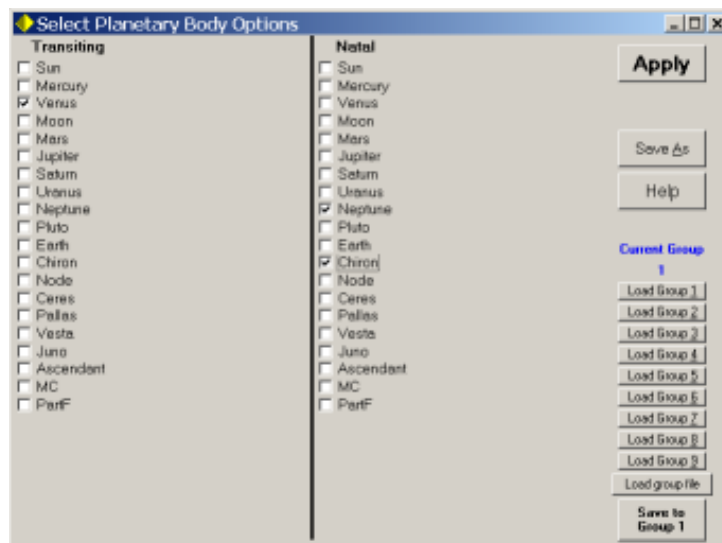 Select Planetary Body Options
Transiting
Sun
Mercury
Venus
Moon
Mars
Jupiter
Saturn
Uranus
Neptune
Pluto
Earth
Chiron
Node
Ceres
Pallas
Vesta
Juno
Ascendant
MC
PartF
Natal
Sun
Mercury
Venus
Moon
Mars
Jupiter
Saturn
Uranus
Neptune
Pluto
Earth
Chiron
Node
Ceres
Pallas
Vesta
Juno
Ascendant
MC
PartF
Apply
Save As
Help
Current Group
1
Load Group 1
Load Group 2
Load Group 3
Load Group 4
Load Group 5
Load Group 6
Load Group 7
Load Group 8
Load Group 9
Load group file
Save to
Group 1